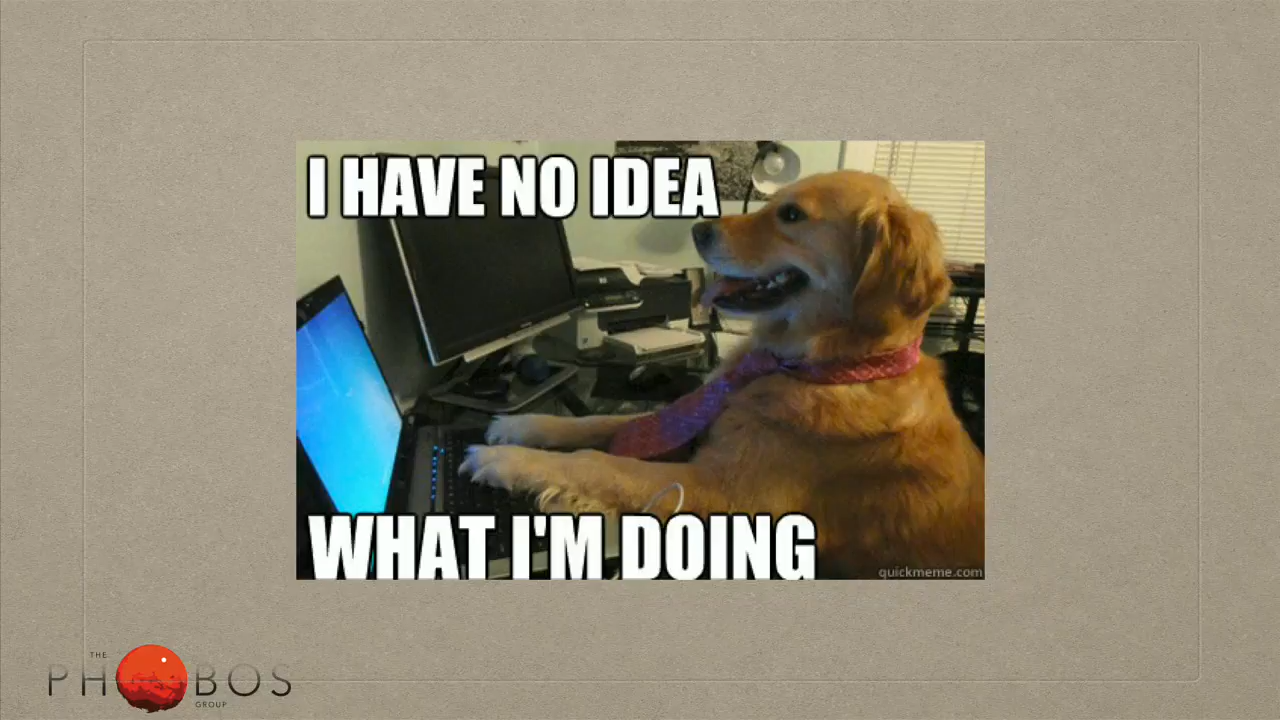 I HAVE NO IDEA
WHAT I'M DOING
quickmeme.com
THE
PHOBOS
GROUP